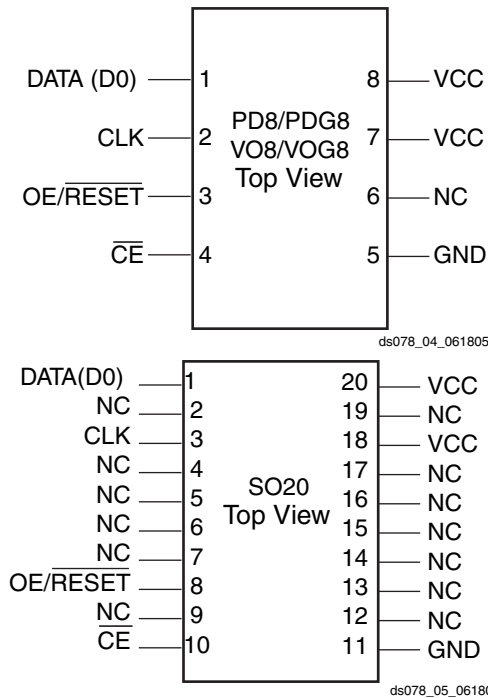 DATA (D0) 1 8 VCC
CLK 2 PD8/PDG8 7 VCC
VO8/VOG8
Top View
OE/RESET 3 6 NC
CE 4 5 GND
ds078_04_061805
DATA(D0) 1 20 VCC
NC 2 19 NC
CLK 3 18 VCC
NC 4 17 NC
NC 5 SO20 16 NC
NC 6 Top View 15 NC
NC 7 14 NC
OE/RESET 8 13 NC
NC 9 12 NC
CE 10 11 GND
ds078_05_06180